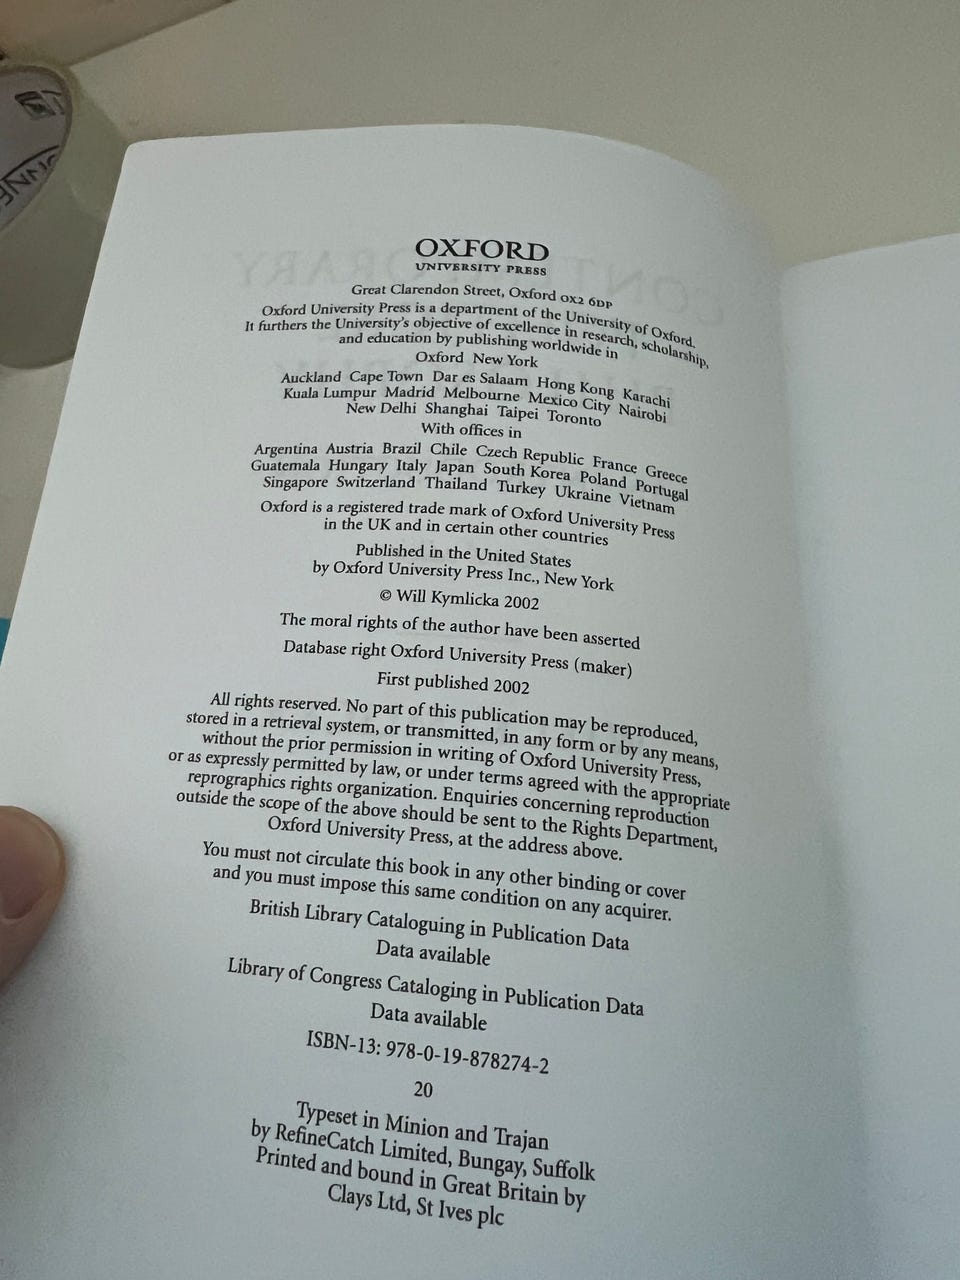 OXFORD
UNIVERSITY PRESS
Great Clarendon Street, Oxford OX2 6DP
Oxford University Press is a department of the University of Oxford.
It furthers the University's objective of excellence in research, scholarship,
and education by publishing worldwide in
Oxford New York
Auckland Cape Town Dar es Salaam Hong Kong Karachi
Kuala Lumpur Madrid Melbourne Mexico City Nairobi
New Delhi Shanghai Taipei Toronto
With offices in
Argentina Austria Brazil Chile Czech Republic France Greece
Guatemala Hungary Italy Japan South Korea Poland Portugal
Singapore Switzerland Thailand Turkey Ukraine Vietnam
Oxford is a registered trade mark of Oxford University Press
in the UK and in certain other countries
Published in the United States
by Oxford University Press Inc., New York
© Will Kymlicka 2002
The moral rights of the author have been asserted
Database right Oxford University Press (maker)
First published 2002
All rights reserved. No part of this publication may be reproduced,
stored in a retrieval system, or transmitted, in any form or by any means,
without the prior permission in writing of Oxford University Press,
or as expressly permitted by law, or under terms agreed with the appropriate
reprographics rights organization. Enquiries concerning reproduction
outside the scope of the above should be sent to the Rights Department,
Oxford University Press, at the address above.
You must not circulate this book in any other binding or cover
and you must impose this same condition on any acquirer.
British Library Cataloguing in Publication Data
Data available
Library of Congress Cataloging in Publication Data
Data available
ISBN-13: 978-0-19-878274-2
20
Typeset in Minion and Trajan
by RefineCatch Limited, Bungay, Suffolk
Printed and bound in Great Britain by
Clays Ltd, St Ives plc